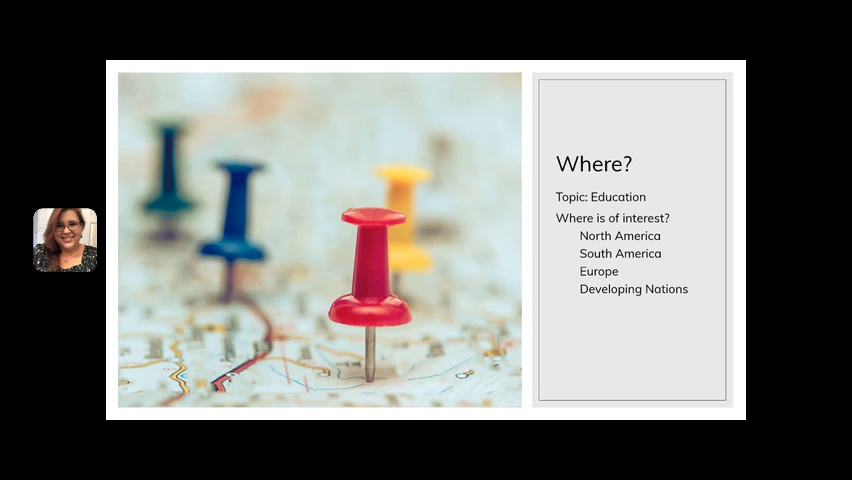 Where?
Topic: Education
Where is of interest?
North America
South America
Europe
Developing Nations